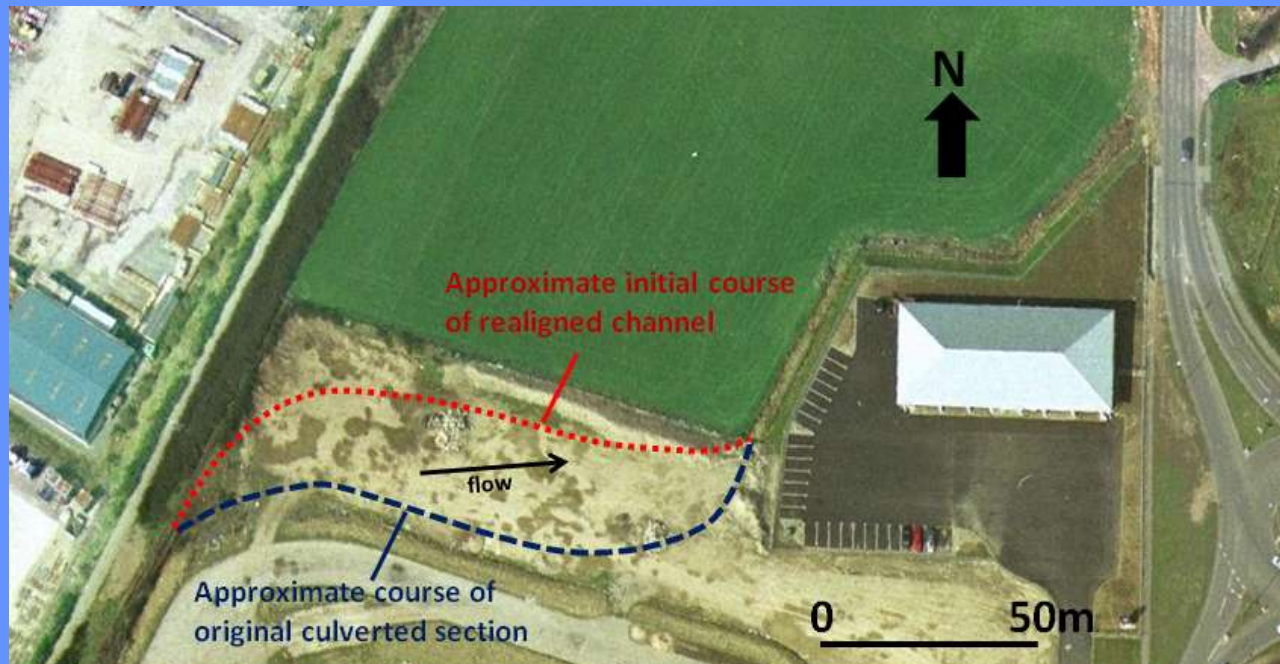 N
Approximate initial course
of realigned channel
flow
Approximate course of
original culverted section
0 50m